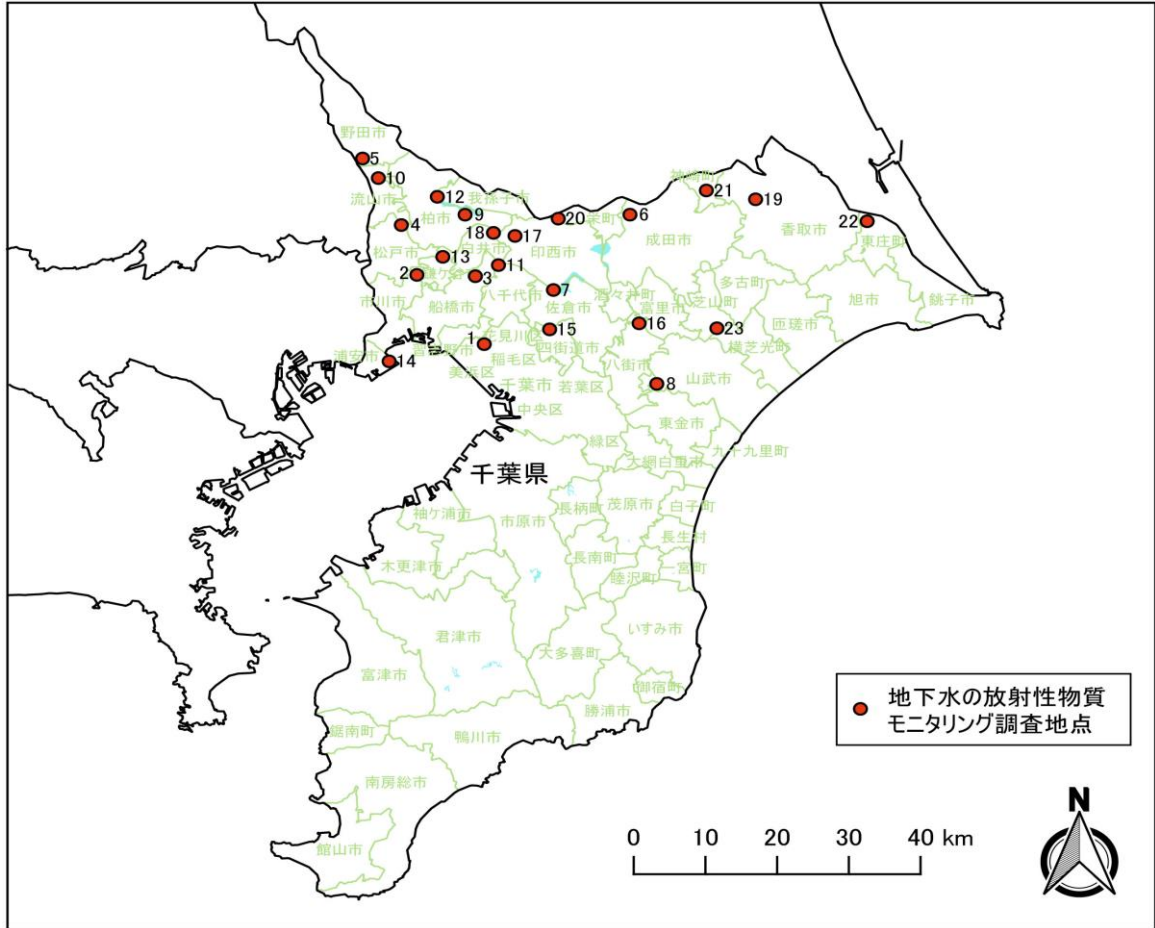 野田市
5
10
流山市
12
我孫子市
柏市
9
4
18
17
白井市
20
印西市
栄町
6
神崎町
21
19
成田市
香取市
22
東庄町
松戸市
13
11
2
鎌ケ谷市
3
市川市
船橋市
八千代市
7
佐倉市
酒々井町
富里市
16
芝山町
多古町
23
匝瑳市
旭市
銚子市
横芝光町
15
四街道市
1
花見川区
習志野市
稲毛区
美浜区
浦安市
14
千葉市
若葉区
八街市
8
山武市
中央区
緑区
東金市
九十九里町
大網白里市
千葉県
袖ケ浦市
市原市
長柄町
茂原市
白子町
長生村
長南町
一宮町
睦沢町
木更津市
君津市
いすみ市
大多喜町
富津市
御宿町
勝浦市
鋸南町
鴨川市
南房総市
館山市
地下水の放射性物質
モニタリング調査地点
N
0 10 20 30 40 km